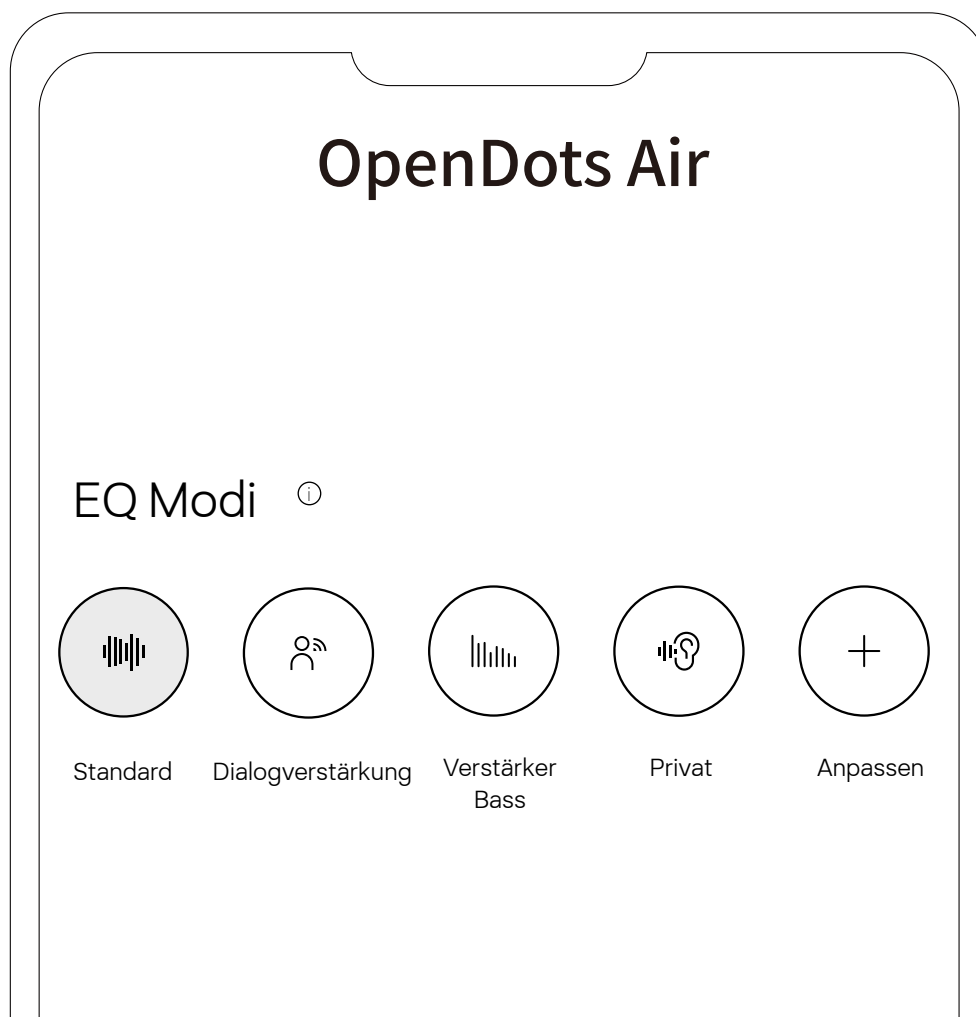 OpenDots Air
EQ Modi
Standard
Dialogverstärkung
Verstärker
Bass
Privat
Anpassen